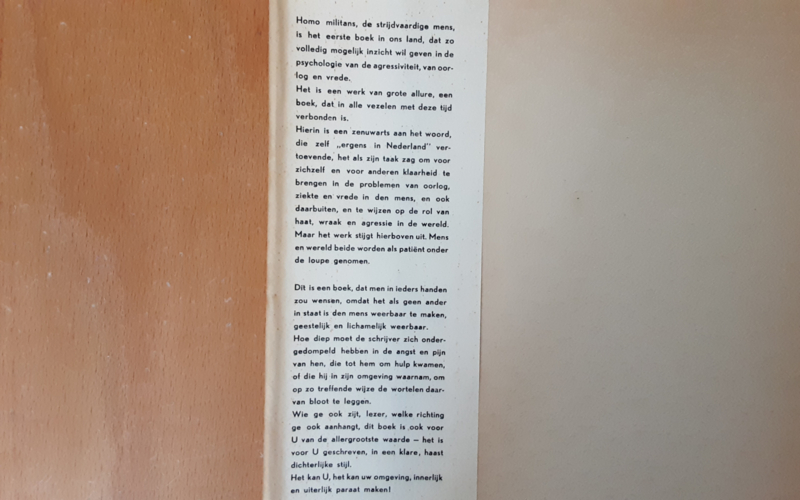 Homo militans, de strijdvaardige mens,
is het eerste boek in ons land, dat zo
volledig mogelijk inzicht wil geven in de
psychologie van de agressiviteit, van oor-
log en vrede.
Het is een werk van grote allure, een
boek, dat in alle vezelen met deze tijd
verbonden is.
Hierin is een zenuwarts aan het woord,
die zelf „ergens in Nederland” ver-
toevende, het als zijn taak zag om voor
zichzelf en voor anderen klaarheid te
brengen in de problemen van oorlog,
ziekte en vrede in den mens, en ook
daarbuiten, en te wijzen op de rol van
haat, wraak en agressie in de wereld.
Maar het werk stijgt hierboven uit. Mens
en wereld beide worden als patiënt onder
de loupe genomen.
Dit is een boek, dat men in ieders handen
zou wensen, omdat het als geen ander
in staat is den mens weerbaar te maken,
geestelijk en lichamelijk weerbaar.
Hoe diep moet de schrijver zich onder-
gedompeld hebben in de angst en pijn
van hen, die tot hem om hulp kwamen,
of die hij in zijn omgeving waarnam, om
op zo treffende wijze de wortelen daar-
van bloot te leggen.
Wie ge ook zijt, lezer, welke richting
ge ook aanhangt, dit boek is ook voor
U van de allergrootste waarde — het is
voor U geschreven, in een klare, haast
dichterlijke stijl.
Het kan U, het kan uw omgeving, innerlijk
en uiterlijk paraat maken!